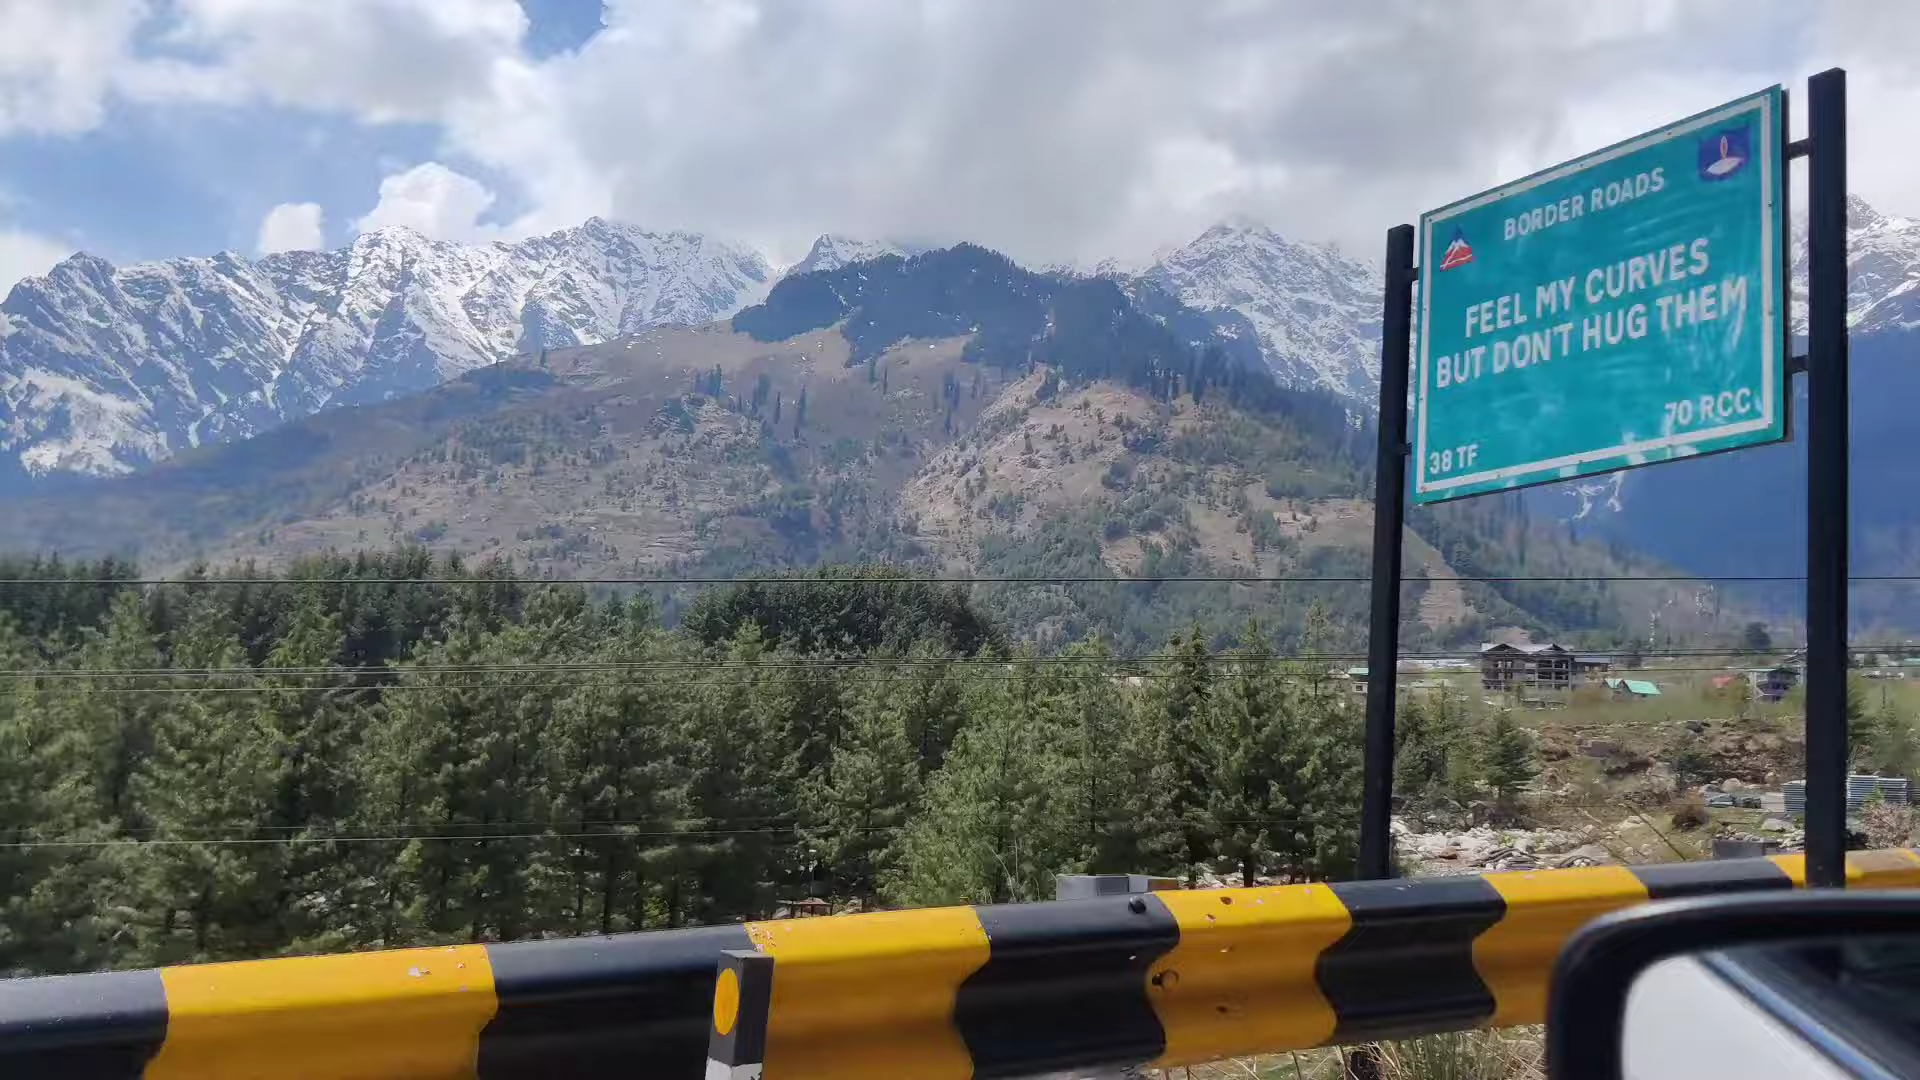 BORDER ROADS
FEEL MY CURVES
BUT DON'T HUG THEM
70 RCC
38 TF